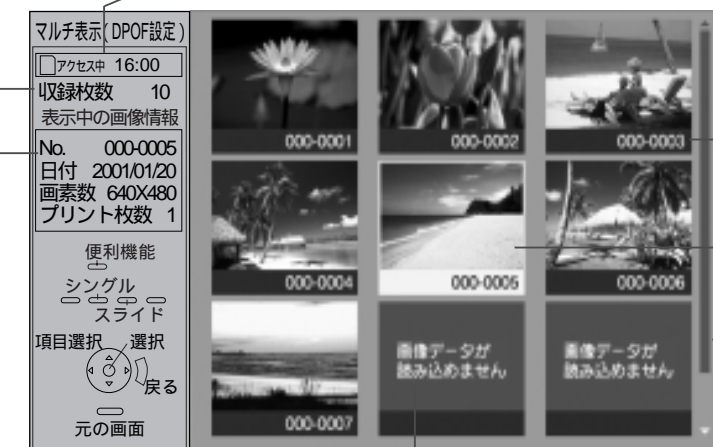 マルチ表示(DPOF設定)
アクセス中 16:00
収録枚数 10
表示中の画像情報
No. 000-0005
日付 2001/01/20
画素数 640X480
プリント枚数 1
便利機能
シングル
スライド
項目選択 選択
戻る
元の画面
000-0001
000-0002
000-0003
000-0004
000-0005
000-0006
000-0007
画像データが
読み込めません
画像データが
読み込めません